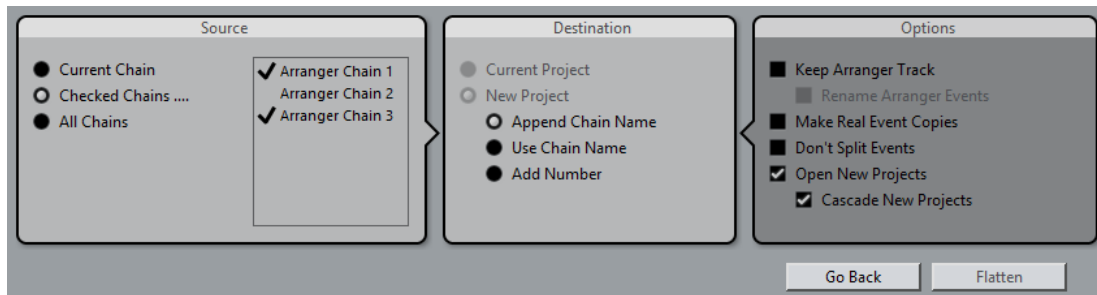 Source
Current Chain
Checked Chains ....
All Chains
Arranger Chain 1
Arranger Chain 2
Arranger Chain 3
Destination
Current Project
New Project
Append Chain Name
Use Chain Name
Add Number
Options
Keep Arranger Track
Rename Arranger Events
Make Real Event Copies
Don't Split Events
Open New Projects
Cascade New Projects
Go Back
Flatten